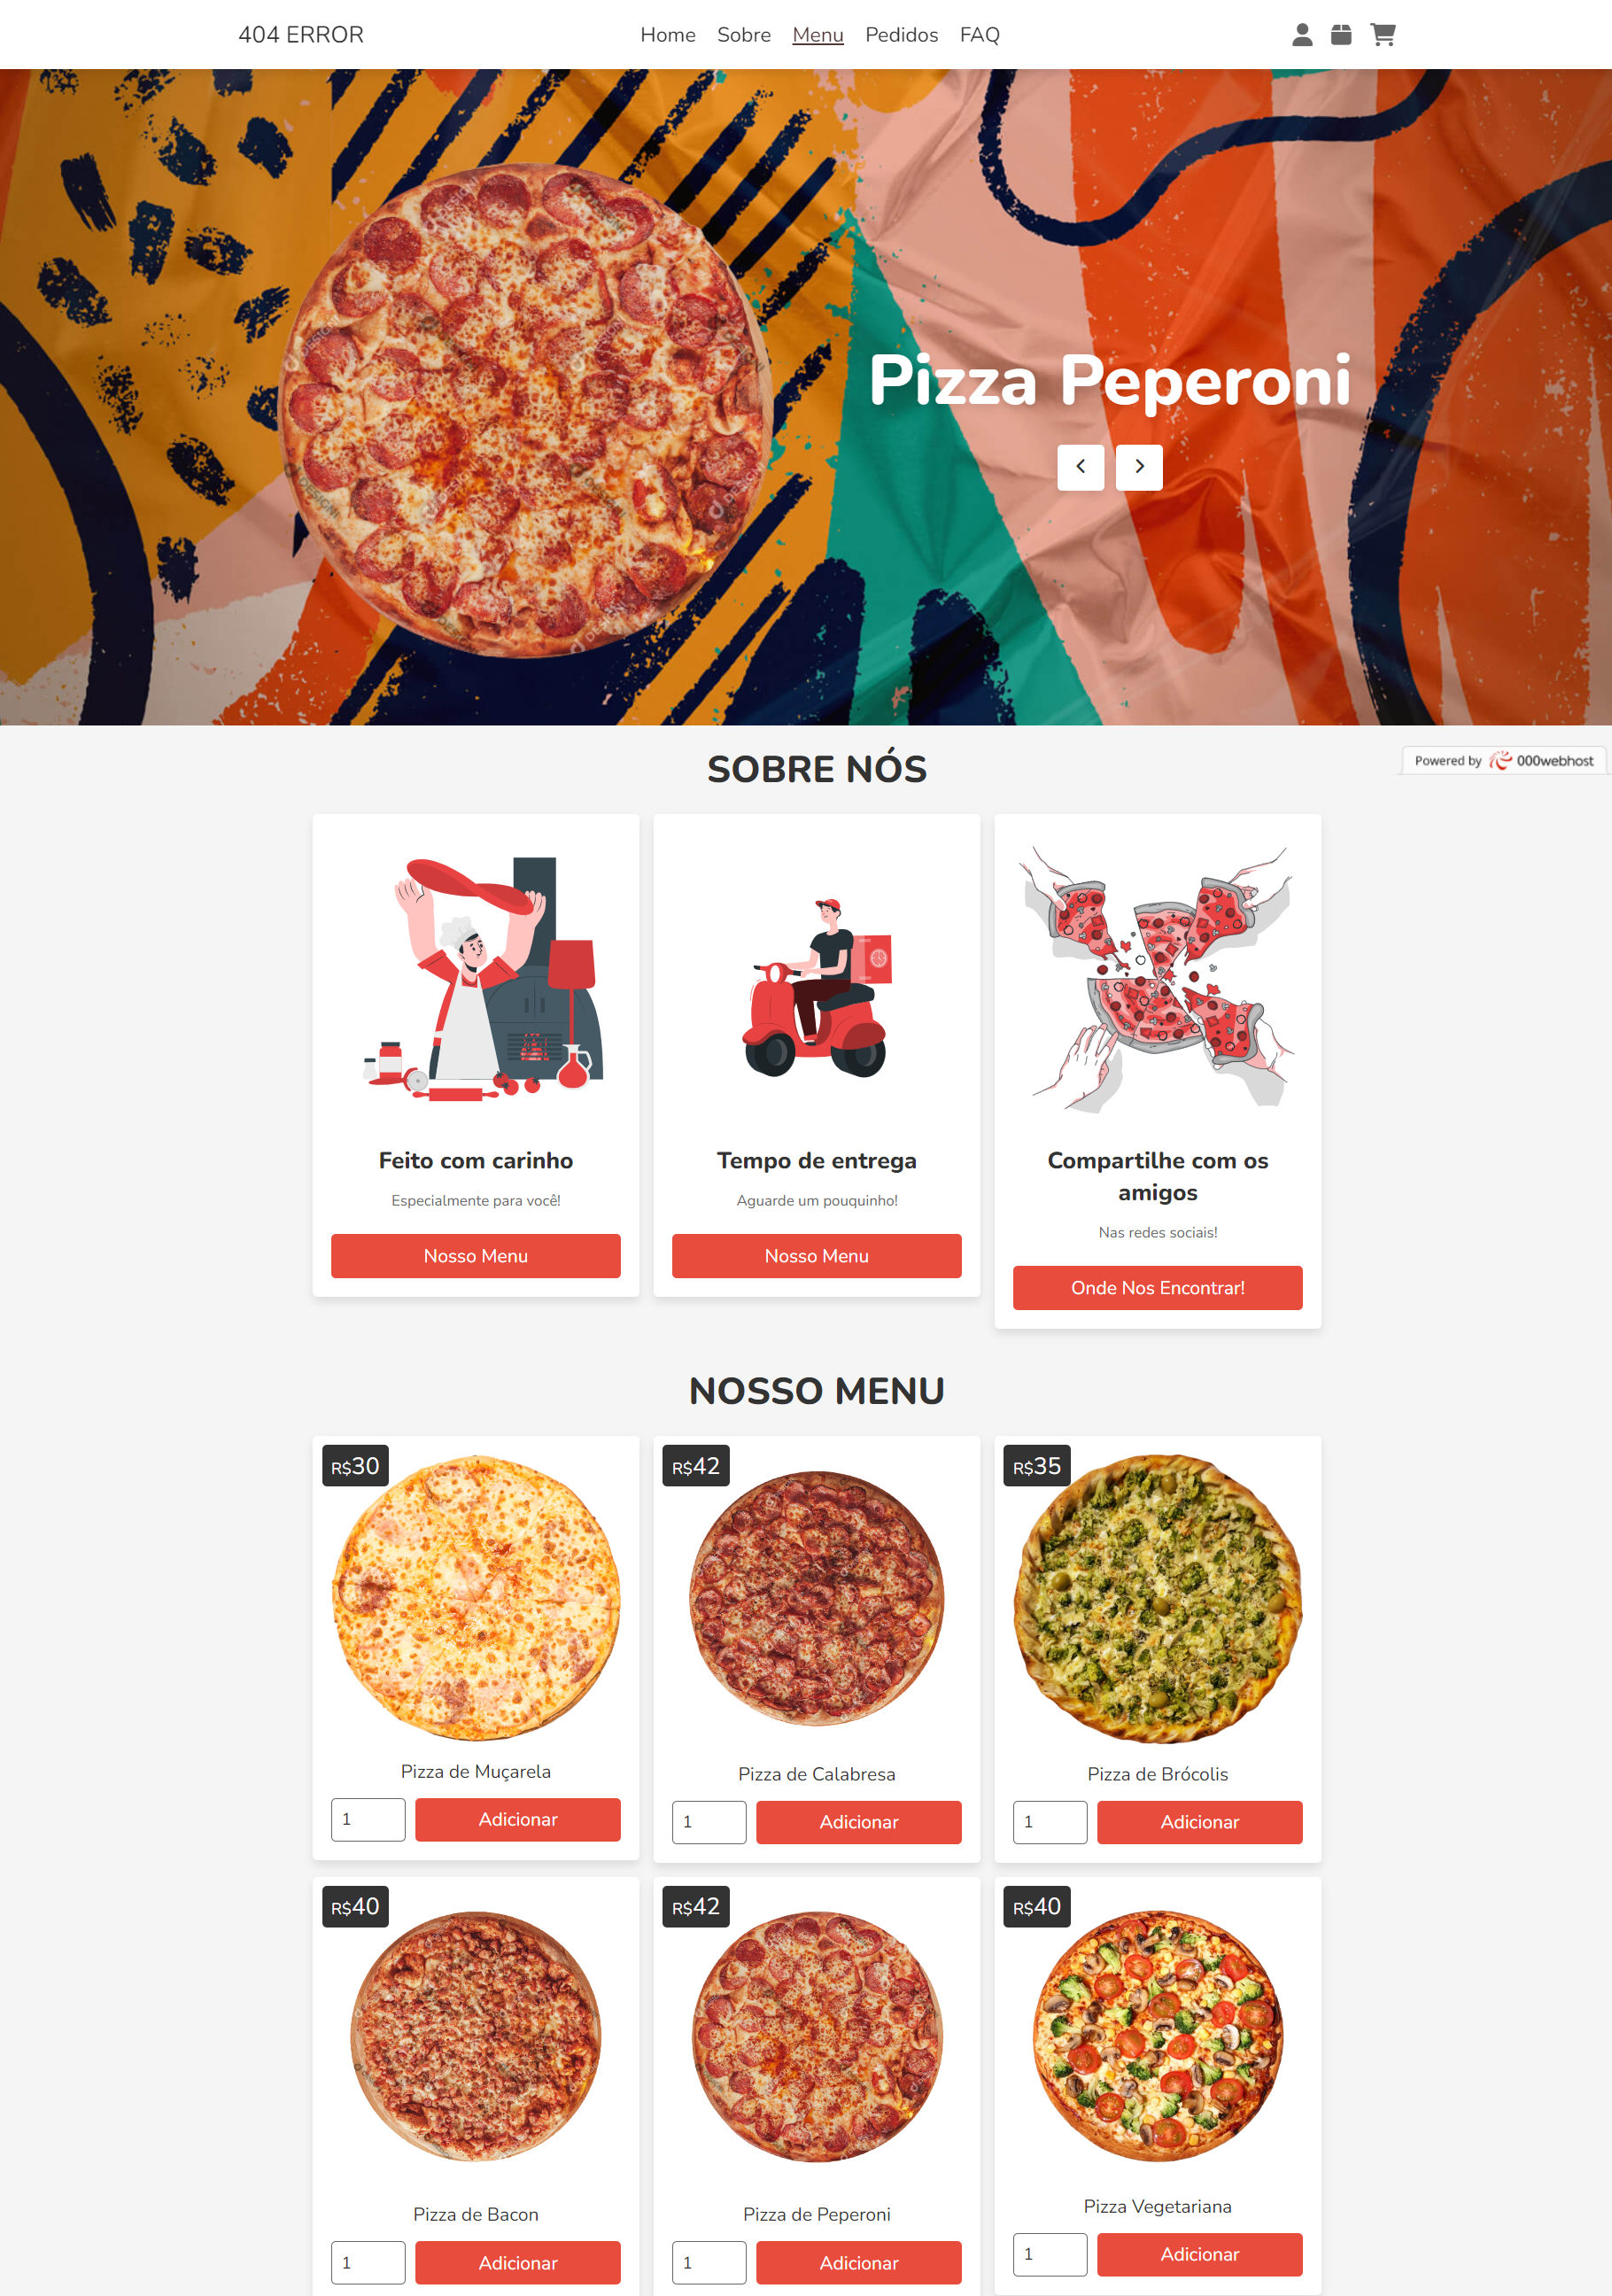 404 ERROR
Home Sobre Menu Pedidos FAQ
Pizza Peperoni
SOBRE NÓS
Powered by 000webhost
Feito com carinho
Especialmente para você!
Nosso Menu
Tempo de entrega
Aguarde um pouquinho!
Nosso Menu
Compartilhe com os
amigos
Nas redes sociais!
Onde Nos Encontrar!
NOSSO MENU
R$30
Pizza de Muçarela
1 Adicionar
R$42
Pizza de Calabresa
1 Adicionar
R$35
Pizza de Brócolis
1 Adicionar
R$40
Pizza de Bacon
1 Adicionar
R$42
Pizza de Peperoni
1 Adicionar
R$40
Pizza Vegetariana
1 Adicionar